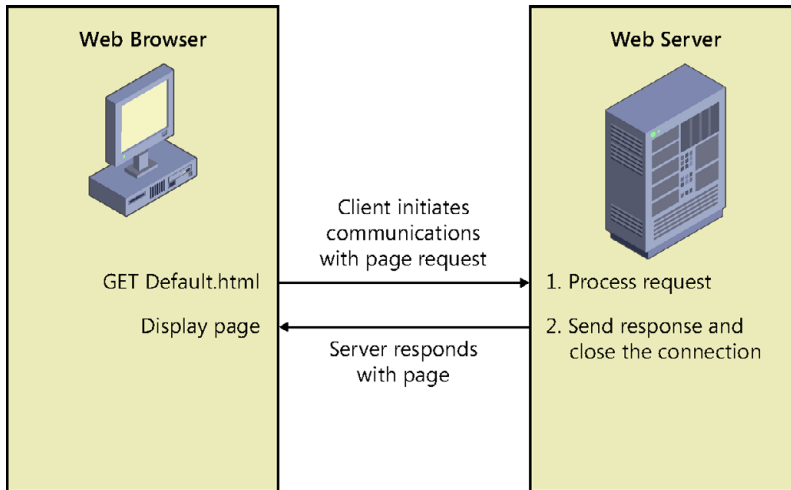 Web Browser
Web Server
Client initiates
communications
with page request
GET Default.html
1. Process request
Display page
2. Send response and
close the connection
Server responds
with page